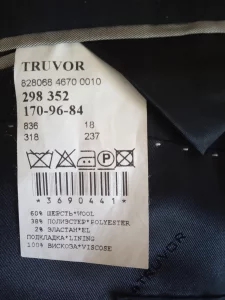 TRUVOR
828068 4670 0010
298 352
170-96-84
836 18
318 237
P
*3690441*
60% ШЕРСТЬ*WOOL
38% ПОЛИЭСТЕР*POLYESTER
2% ЭЛАСТАН*EL
ПОДКЛАДКА*LINING
100% ВИСКОЗА*VISCOSE
TRUVOR